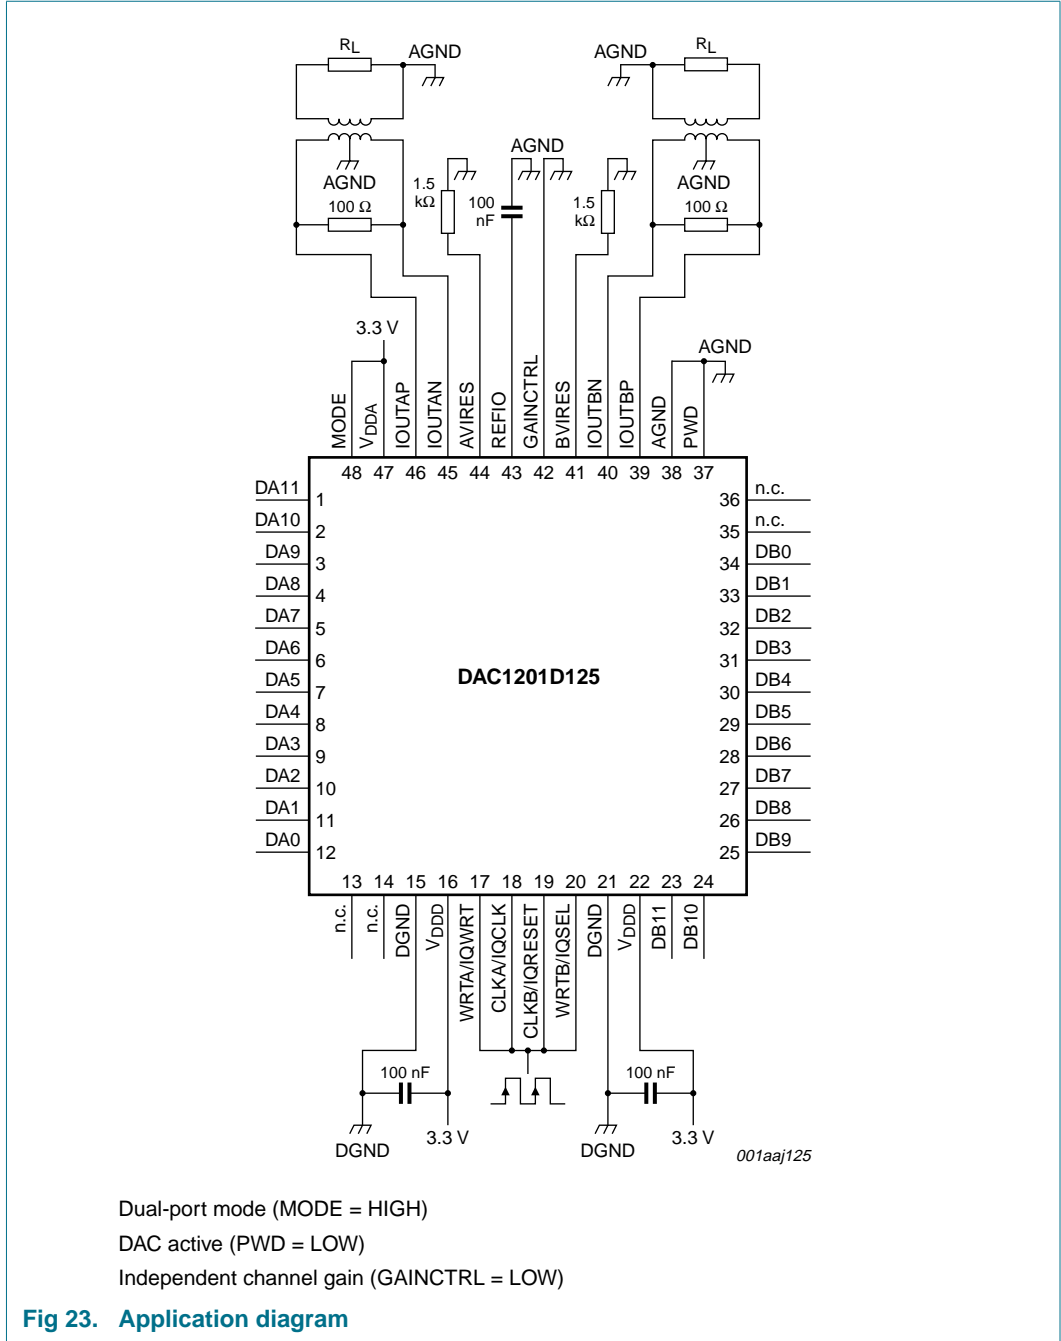 RL AGND
AGND RL
AGND
AGND
100 Ω
1.5
kΩ
100
nF
1.5
kΩ
AGND
100 Ω
3.3 V
AGND
MODE
VDDA
IOUTAP
IOUTAN
AVIRES
REFIO
GAINCTRL
BVIRES
IOUTBN
IOUTBP
AGND
PWD
48 47 46 45 44 43 42 41 40 39 38 37
DA11 1
DA10 2
DA9 3
DA8 4
DA7 5
DA6 6
DA5 7
DA4 8
DA3 9
DA2 10
DA1 11
DA0 12
DAC1201D125
36 n.c.
35 n.c.
34 DB0
33 DB1
32 DB2
31 DB3
30 DB4
29 DB5
28 DB6
27 DB7
26 DB8
25 DB9
13 14 15 16 17 18 19 20 21 22 23 24
n.c.
n.c.
DGND
VDDD
WRTA/IQWRT
CLKA/IQCLK
CLKB/IQRESET
WRTB/IQSEL
DGND
VDDD
DB11
DB10
100 nF
100 nF
DGND
3.3 V
DGND
3.3 V
001aaj125
Dual-port mode (MODE = HIGH)
DAC active (PWD = LOW)
Independent channel gain (GAINCTRL = LOW)
Fig 23. Application diagram